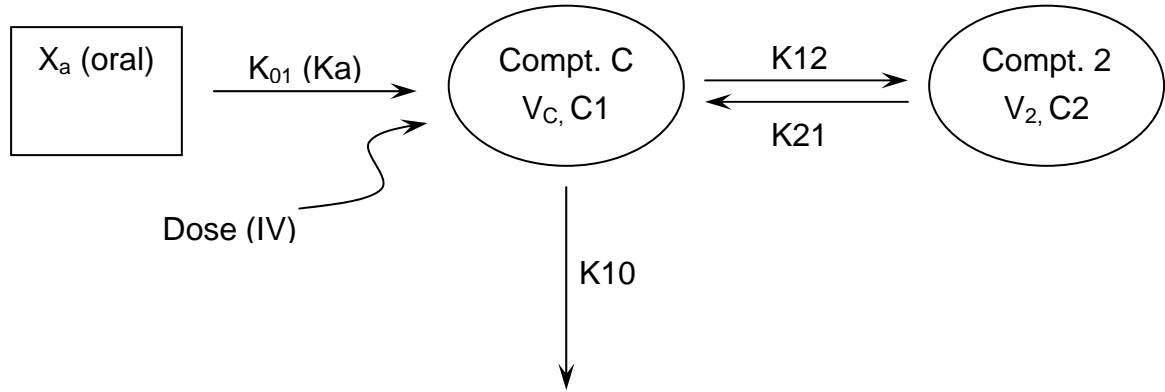 Xa (oral)
K01 (Ka)
Dose (IV)
Compt. C
VC, C1
K12
K21
Compt. 2
V2, C2
K10